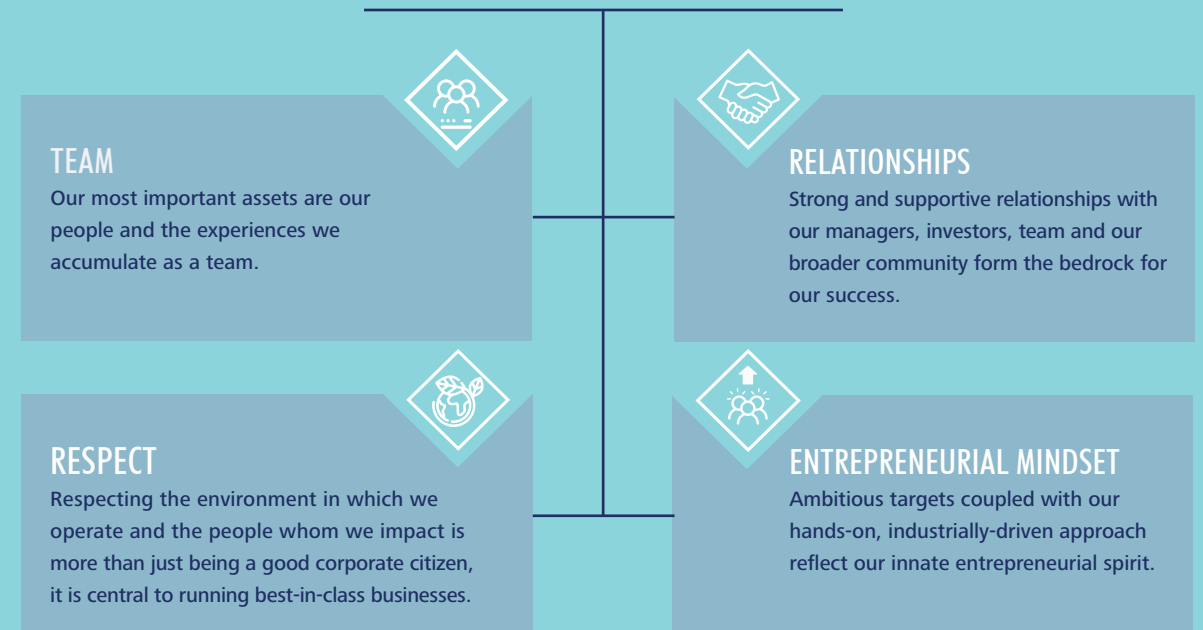 TEAM
Our most important assets are our
people and the experiences we
accumulate as a team.
RELATIONSHIPS
Strong and supportive relationships with
our managers, investors, team and our
broader community form the bedrock for
our success.
RESPECT
Respecting the environment in which we
operate and the people whom we impact is
more than just being a good corporate citizen,
it is central to running best-in-class businesses.
ENTREPRENEURIAL MINDSET
Ambitious targets coupled with our
hands-on, industrially-driven approach
reflect our innate entrepreneurial spirit.